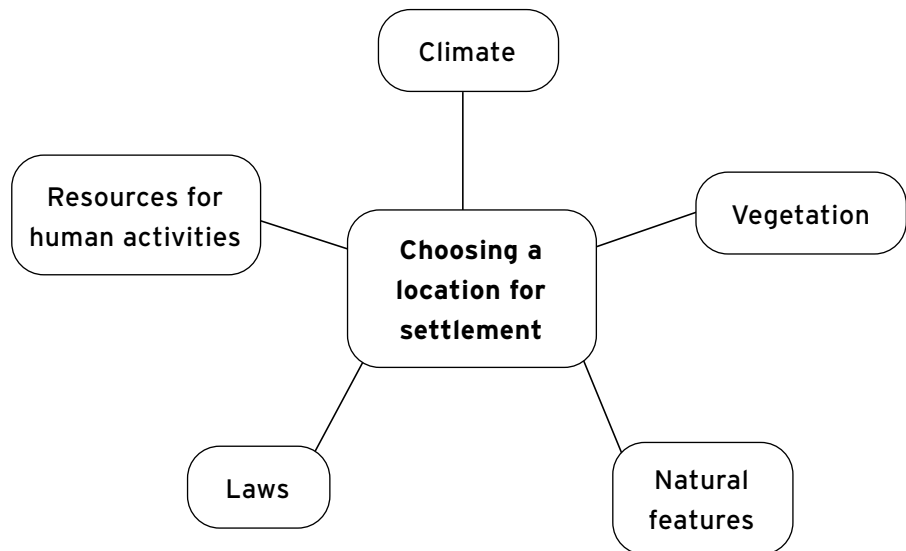 Climate
Resources for
human activities
Vegetation
Choosing a
location for
settlement
Laws
Natural
features